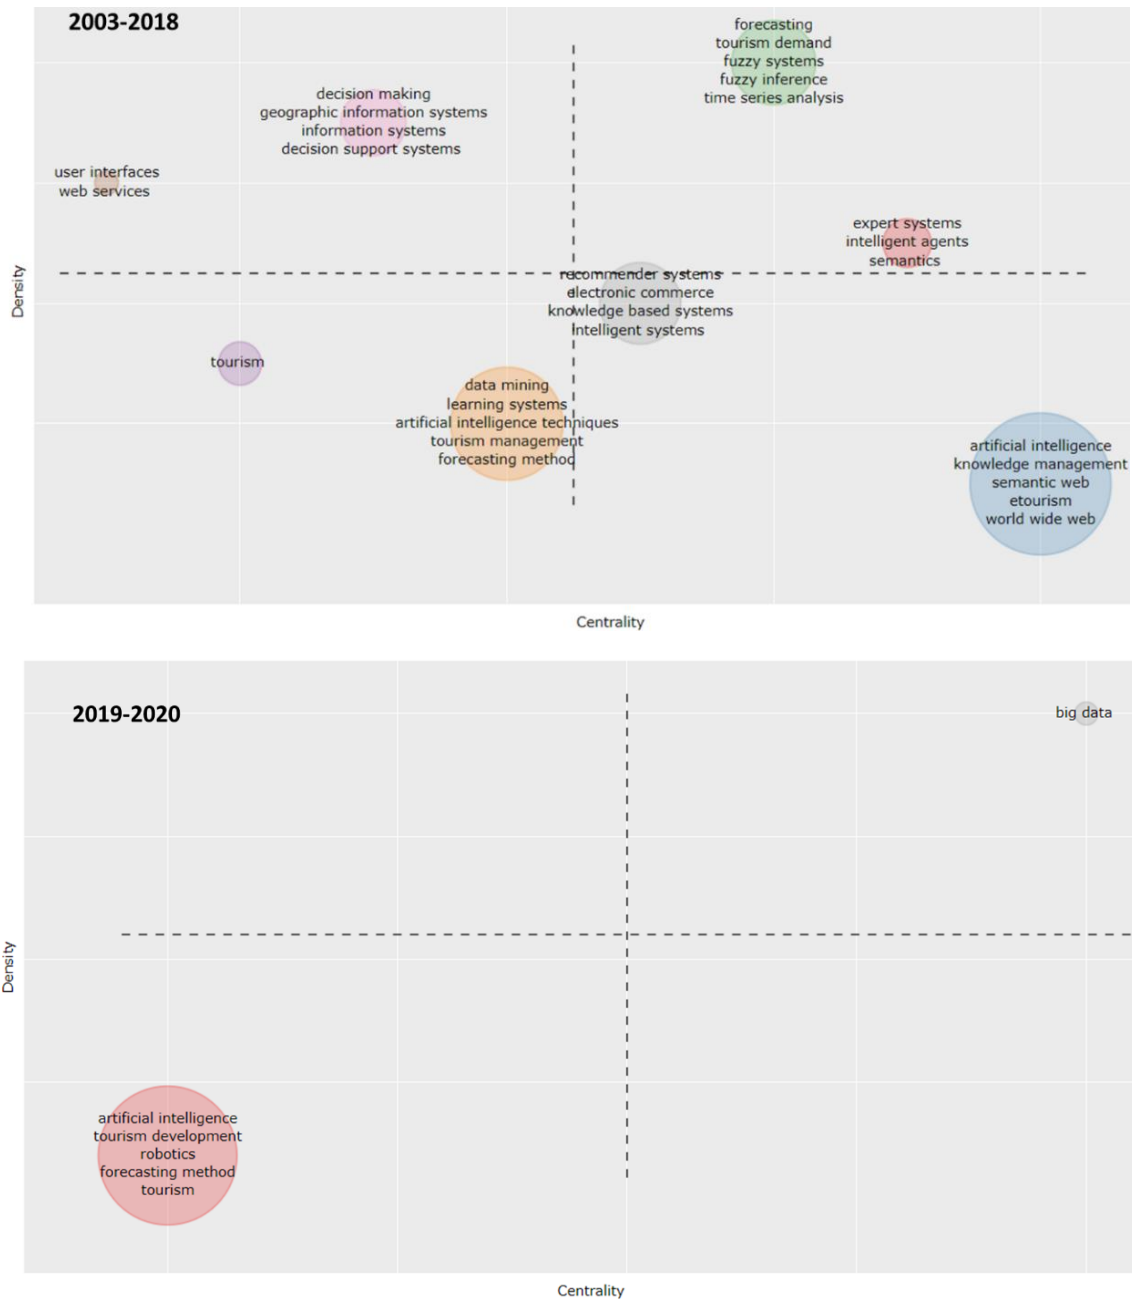 2003-2018
forecasting
tourism demand
fuzzy systems
fuzzy inference
time series analysis
decision making
geographic information systems
information systems
decision support systems
user interfaces
web services
expert systems
intelligent agents
semantics
recommender systems
electronic commerce
knowledge based systems
intelligent systems
tourism
data mining
learning systems
artificial intelligence techniques
tourism management
forecasting method
artificial intelligence
knowledge management
semantic web
etourism
world wide web
Density
Centrality
2019-2020
big data
artificial intelligence
tourism development
robotics
forecasting method
tourism
Density
Centrality